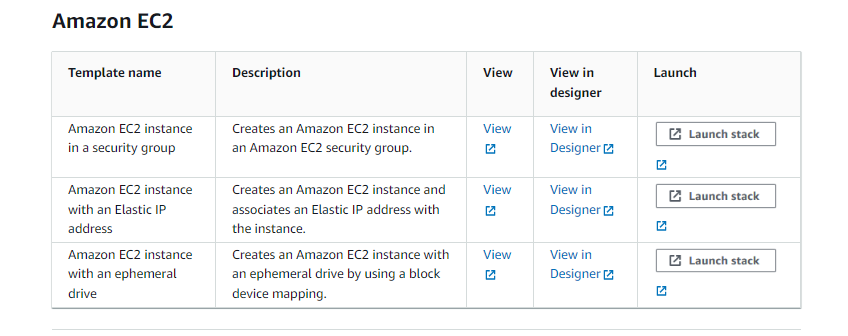 Amazon EC2
Template name Description View View in designer Launch
Amazon EC2 instance in a security group
Creates an Amazon EC2 instance in an Amazon EC2 security group.
View
View in Designer
Launch stack
Amazon EC2 instance with an Elastic IP address
Creates an Amazon EC2 instance and associates an Elastic IP address with the instance.
View
View in Designer
Launch stack
Amazon EC2 instance with an ephemeral drive
Creates an Amazon EC2 instance with an ephemeral drive by using a block device mapping.
View
View in Designer
Launch stack